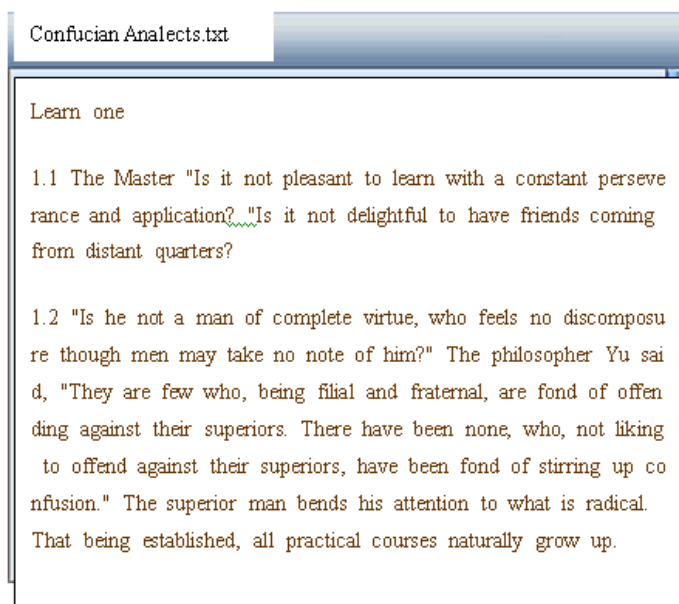 Confucian Analects.txt
Learn one
1.1 The Master "Is it not pleasant to learn with a constant perseve
rance and application? "Is it not delightful to have friends coming
from distant quarters?
1.2 "Is he not a man of complete virtue, who feels no discomposu
re though men may take no note of him?" The philosopher Yu sai
d, "They are few who, being filial and fraternal, are fond of offen
ding against their superiors. There have been none, who, not liking
to offend against their superiors, have been fond of stirring up co
nfusion." The superior man bends his attention to what is radical.
That being established, all practical courses naturally grow up.